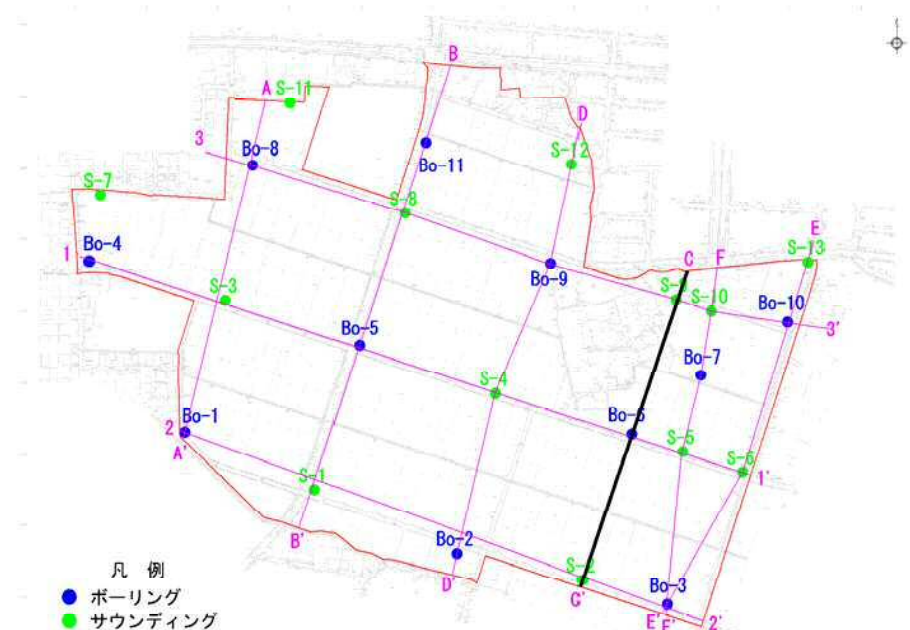 B
A
S-11
D
3
Bo-8
Bo-11
S-12
S-7
S-8
E
Bo-4
1
Bo-9
C
F
S-13
S-3
S-10
Bo-10
3'
Bo-5
Bo-7
S-4
Bo-1
2
A'
S-5
S-6
1'
S-1
B'
Bo-2
D'
S-2
C'
Bo-3
E'
F'
2'
凡 例
ボーリング
サウンディング